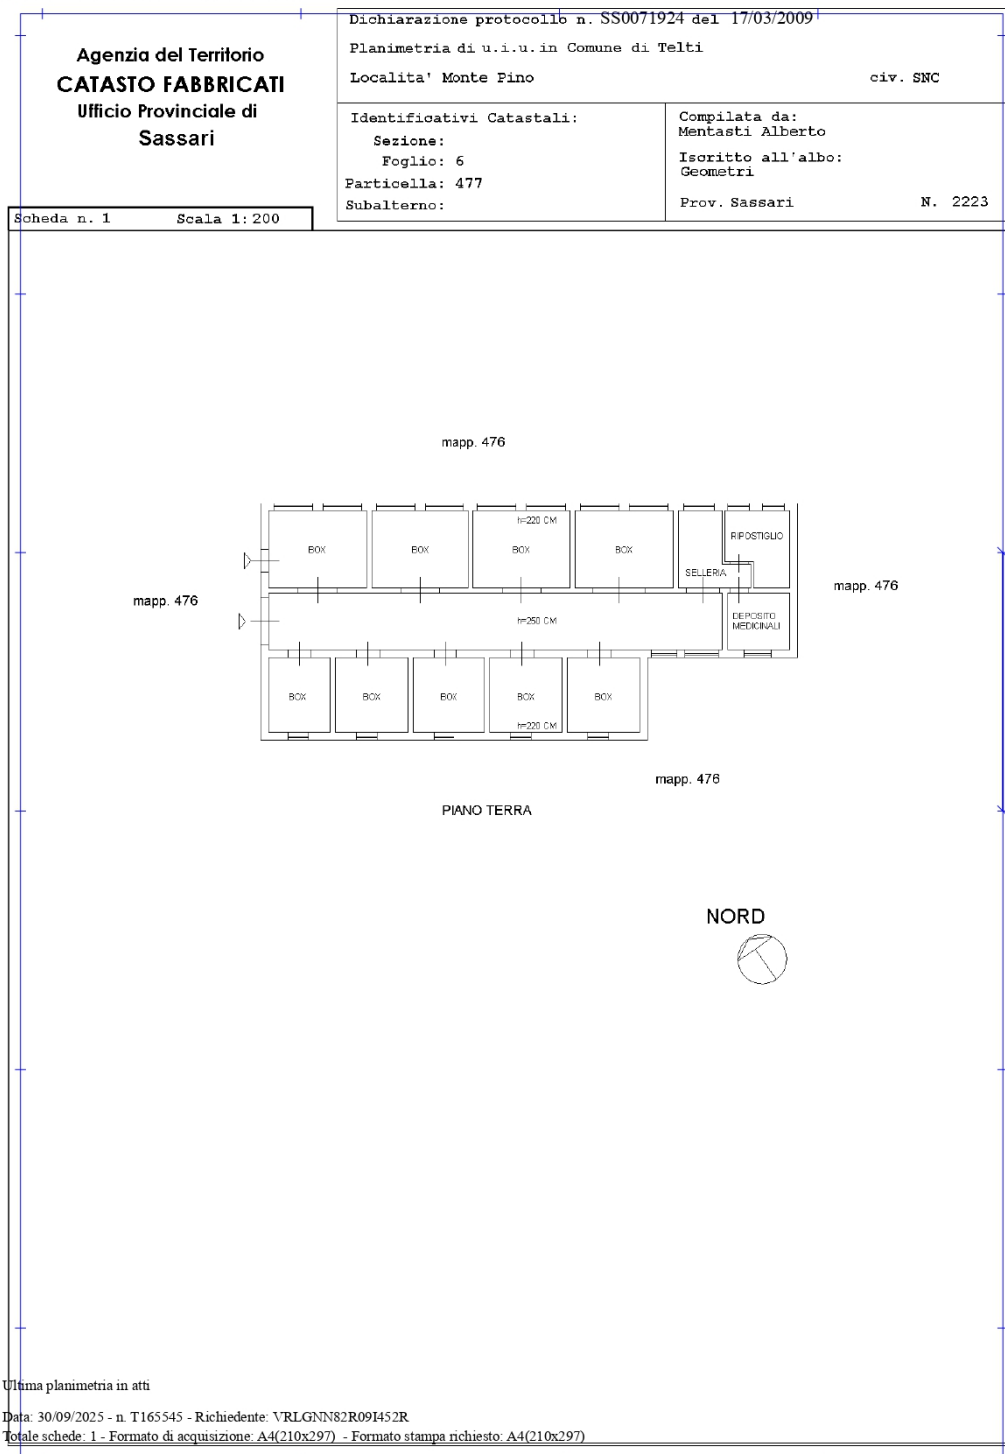 Agenzia del Territorio
CATASTO FABBRICATI
Ufficio Provinciale di
Sassari
Dichiarazione protocollo n. SS0071924 del 17/03/2009
Planimetria di u.i.u. in Comune di Telti
Localita' Monte Pino civ. SNC
Identificativi Catastali:
Sezione:
Foglio: 6
Particella: 477
Subalterno:
Compilata da:
Mentasti Alberto
Iscritto all'albo:
Geometri
Prov. Sassari N. 2223
Scheda n. 1 Scala 1:200
mapp. 476
h=220 CM
BOX BOX BOX BOX RIPOSTIGLIO
SELLERIA
mapp. 476 mapp. 476
h=250 CM DEPOSITO
MEDICINALI
BOX BOX BOX BOX BOX
h=220 CM
mapp. 476
PIANO TERRA
NORD
Ultima planimetria in atti
Data: 30/09/2025 - n. T165545 - Richiedente: VRLGNN82R09I452R
Totale schede: 1 - Formato di acquisizione: A4(210x297) - Formato stampa richiesto: A4(210x297)